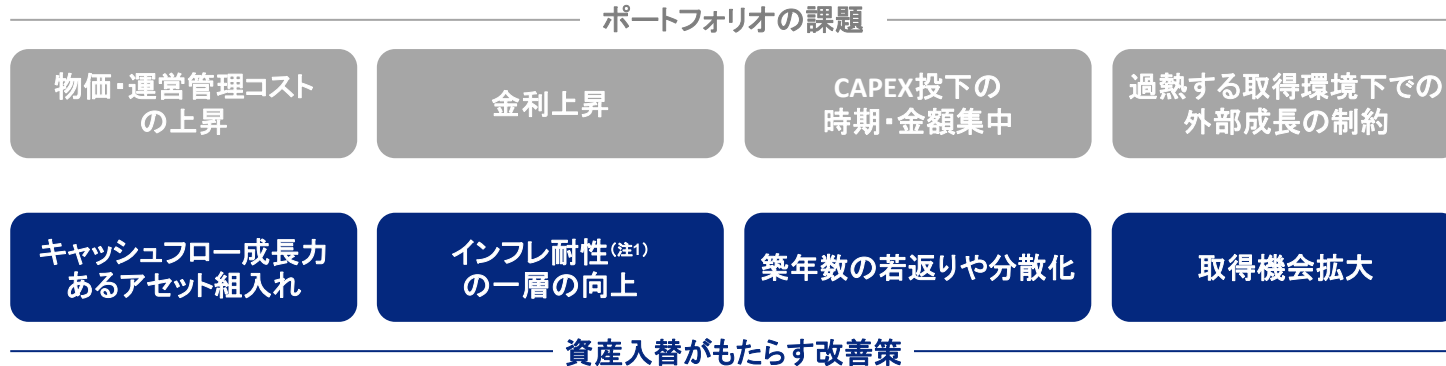 ポートフォリオの課題
物価・運営管理コスト
の上昇
金利上昇
CAPEX投下の
時期・金額集中
過熱する取得環境下での
外部成長の制約
キャッシュフロー成長力
あるアセット組入れ
インフレ耐性(注1)
の一層の向上
築年数の若返りや分散化
取得機会拡大
資産入替がもたらす改善策